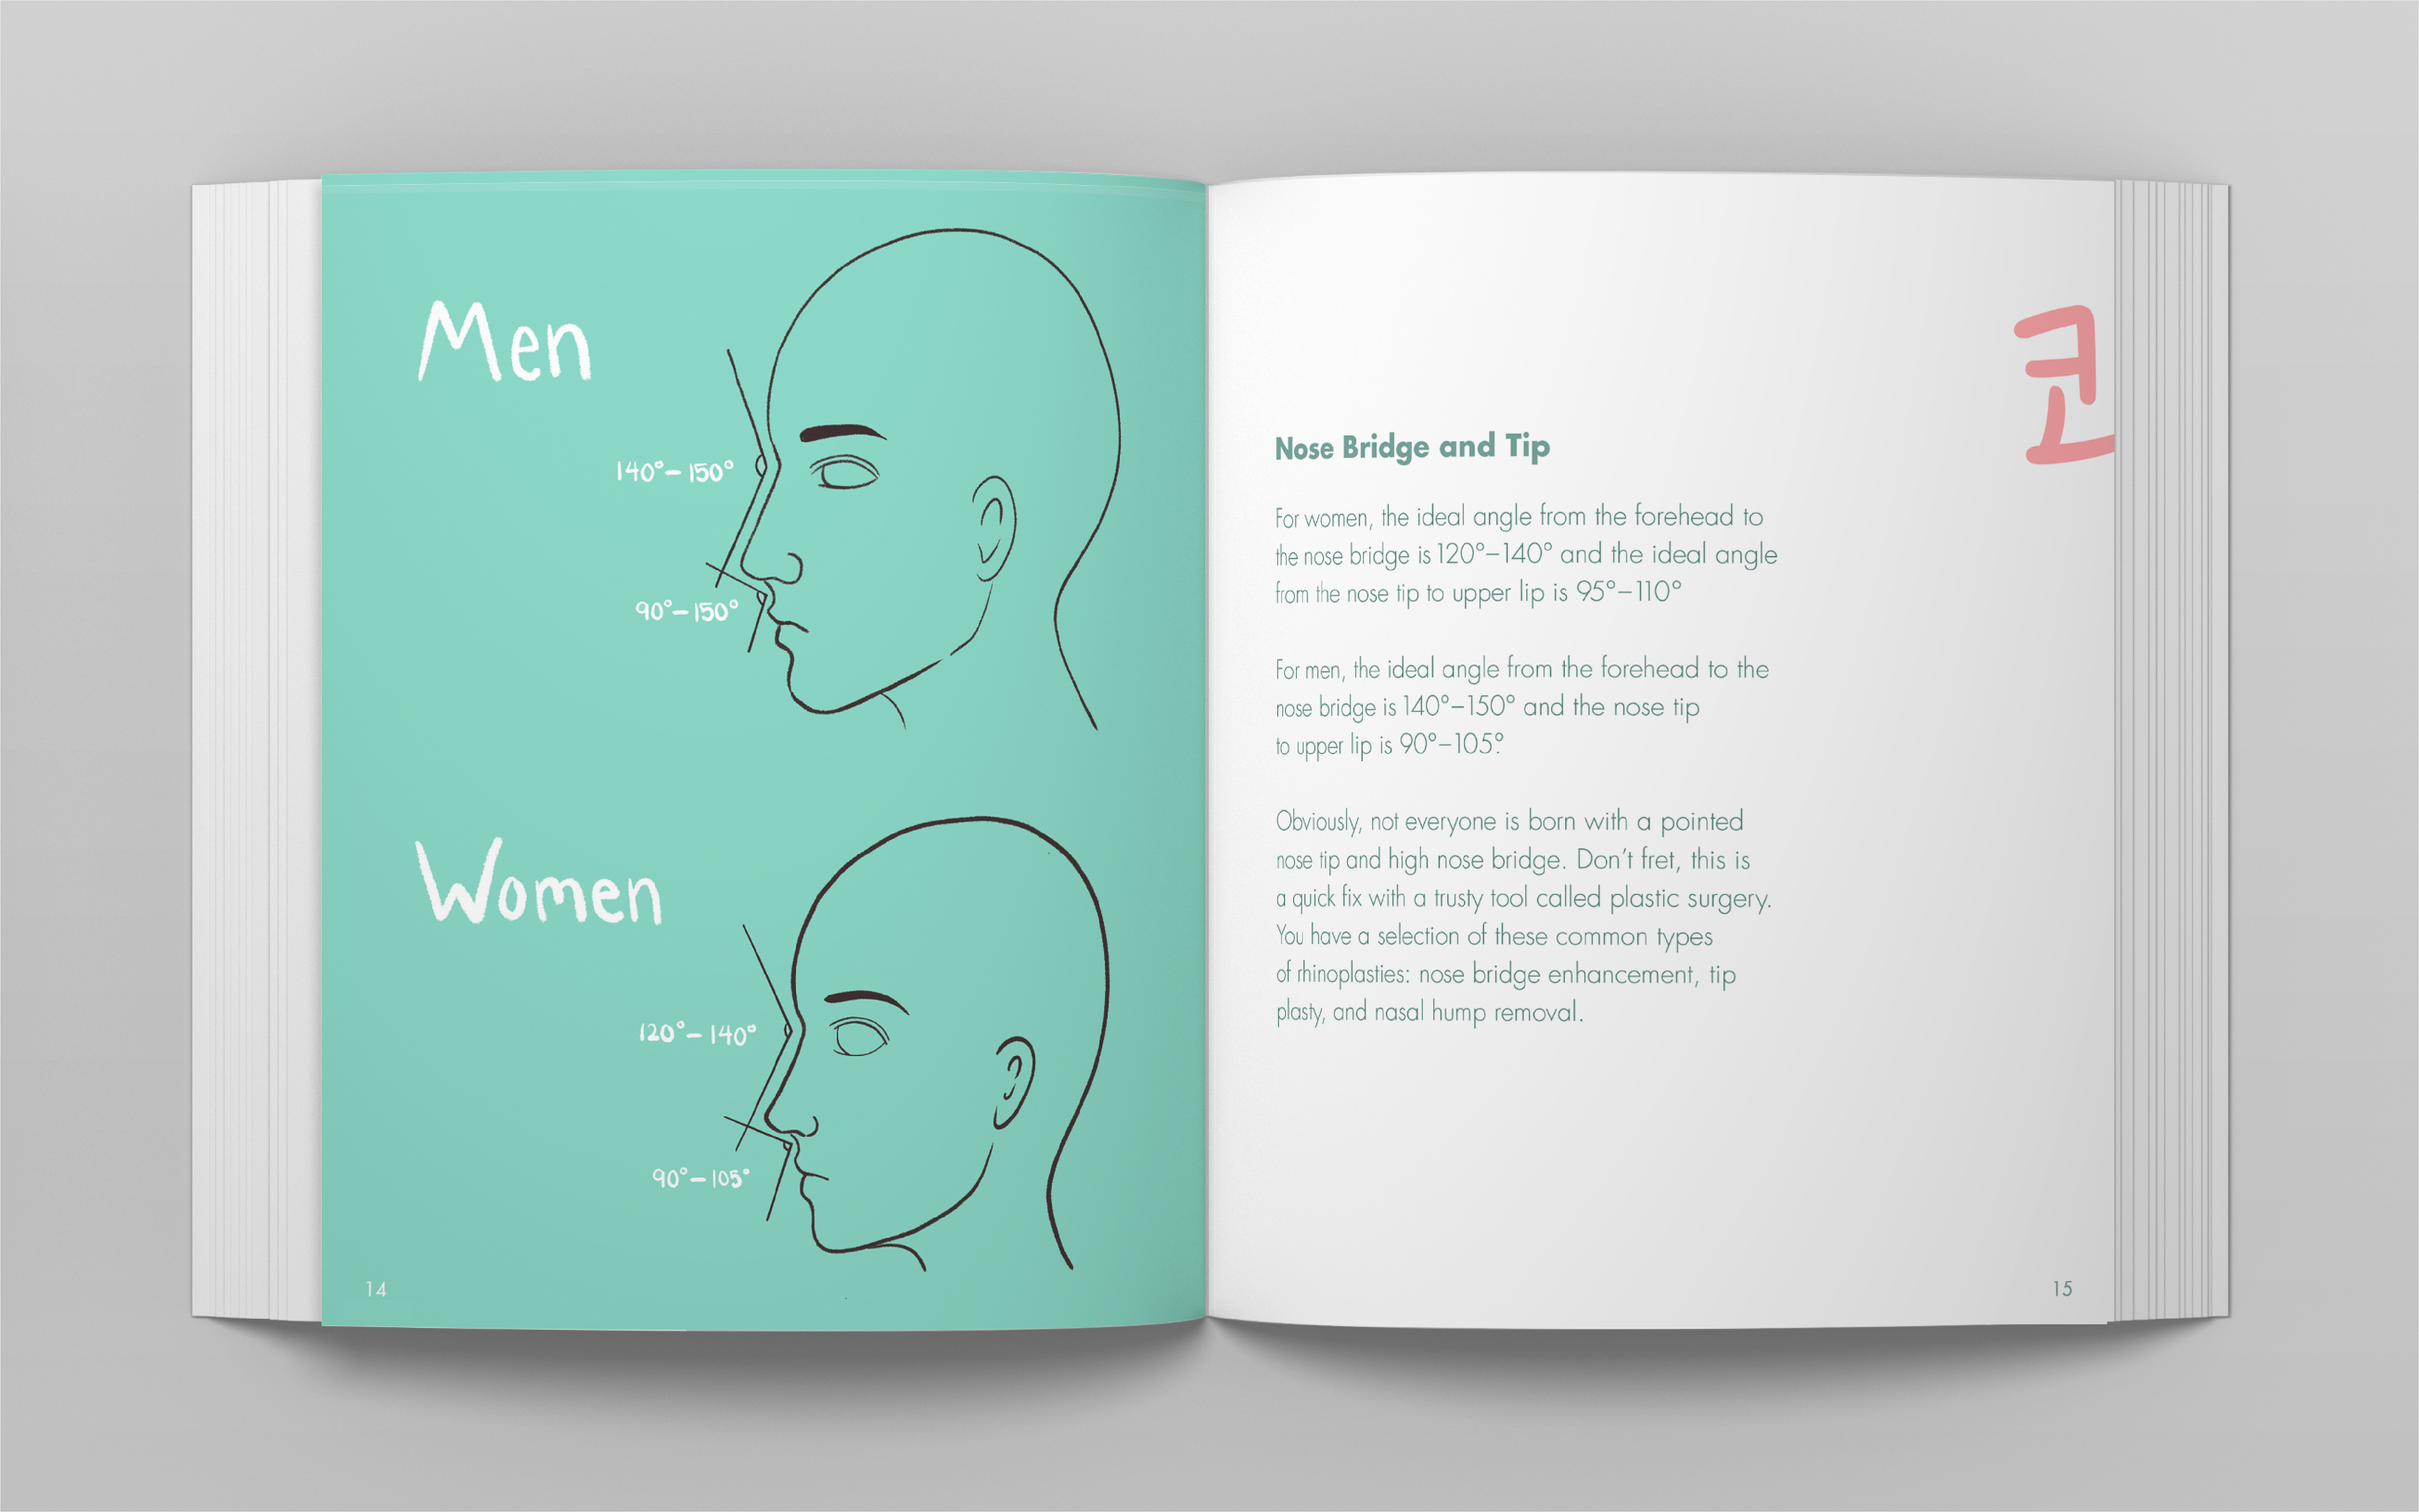 Men
140°–150°
90°–150°
Women
120°–140°
90°–105°
14
코
Nose Bridge and Tip
For women, the ideal angle from the forehead to
the nose bridge is 120°–140° and the ideal angle
from the nose tip to upper lip is 95°–110°
For men, the ideal angle from the forehead to the
nose bridge is 140°–150° and the nose tip
to upper lip is 90°–105°.
Obviously, not everyone is born with a pointed
nose tip and high nose bridge. Don't fret, this is
a quick fix with a trusty tool called plastic surgery.
You have a selection of these common types
of rhinoplasties: nose bridge enhancement, tip
plasty, and nasal hump removal.
15